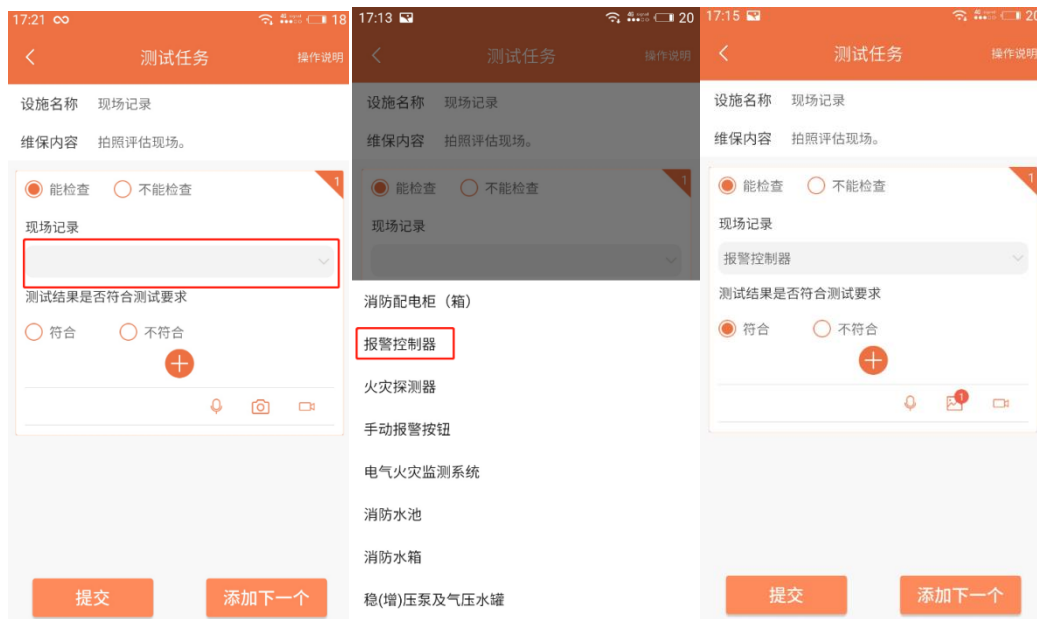 17:21 18
测试任务 操作说明
设施名称 现场记录
维保内容 拍照评估现场。
能检查 不能检查 1
现场记录
测试结果是否符合测试要求
符合 不符合
提交 添加下一个
17:13 20
测试任务 操作说明
设施名称 现场记录
维保内容 拍照评估现场。
能检查 不能检查 1
现场记录
消防配电柜（箱）
报警控制器
火灾探测器
手动报警按钮
电气火灾监测系统
消防水池
消防水箱
稳(增)压泵及气压水罐
17:15 20
测试任务 操作说明
设施名称 现场记录
维保内容 拍照评估现场。
能检查 不能检查 1
现场记录
报警控制器
测试结果是否符合测试要求
符合 不符合
1
提交 添加下一个